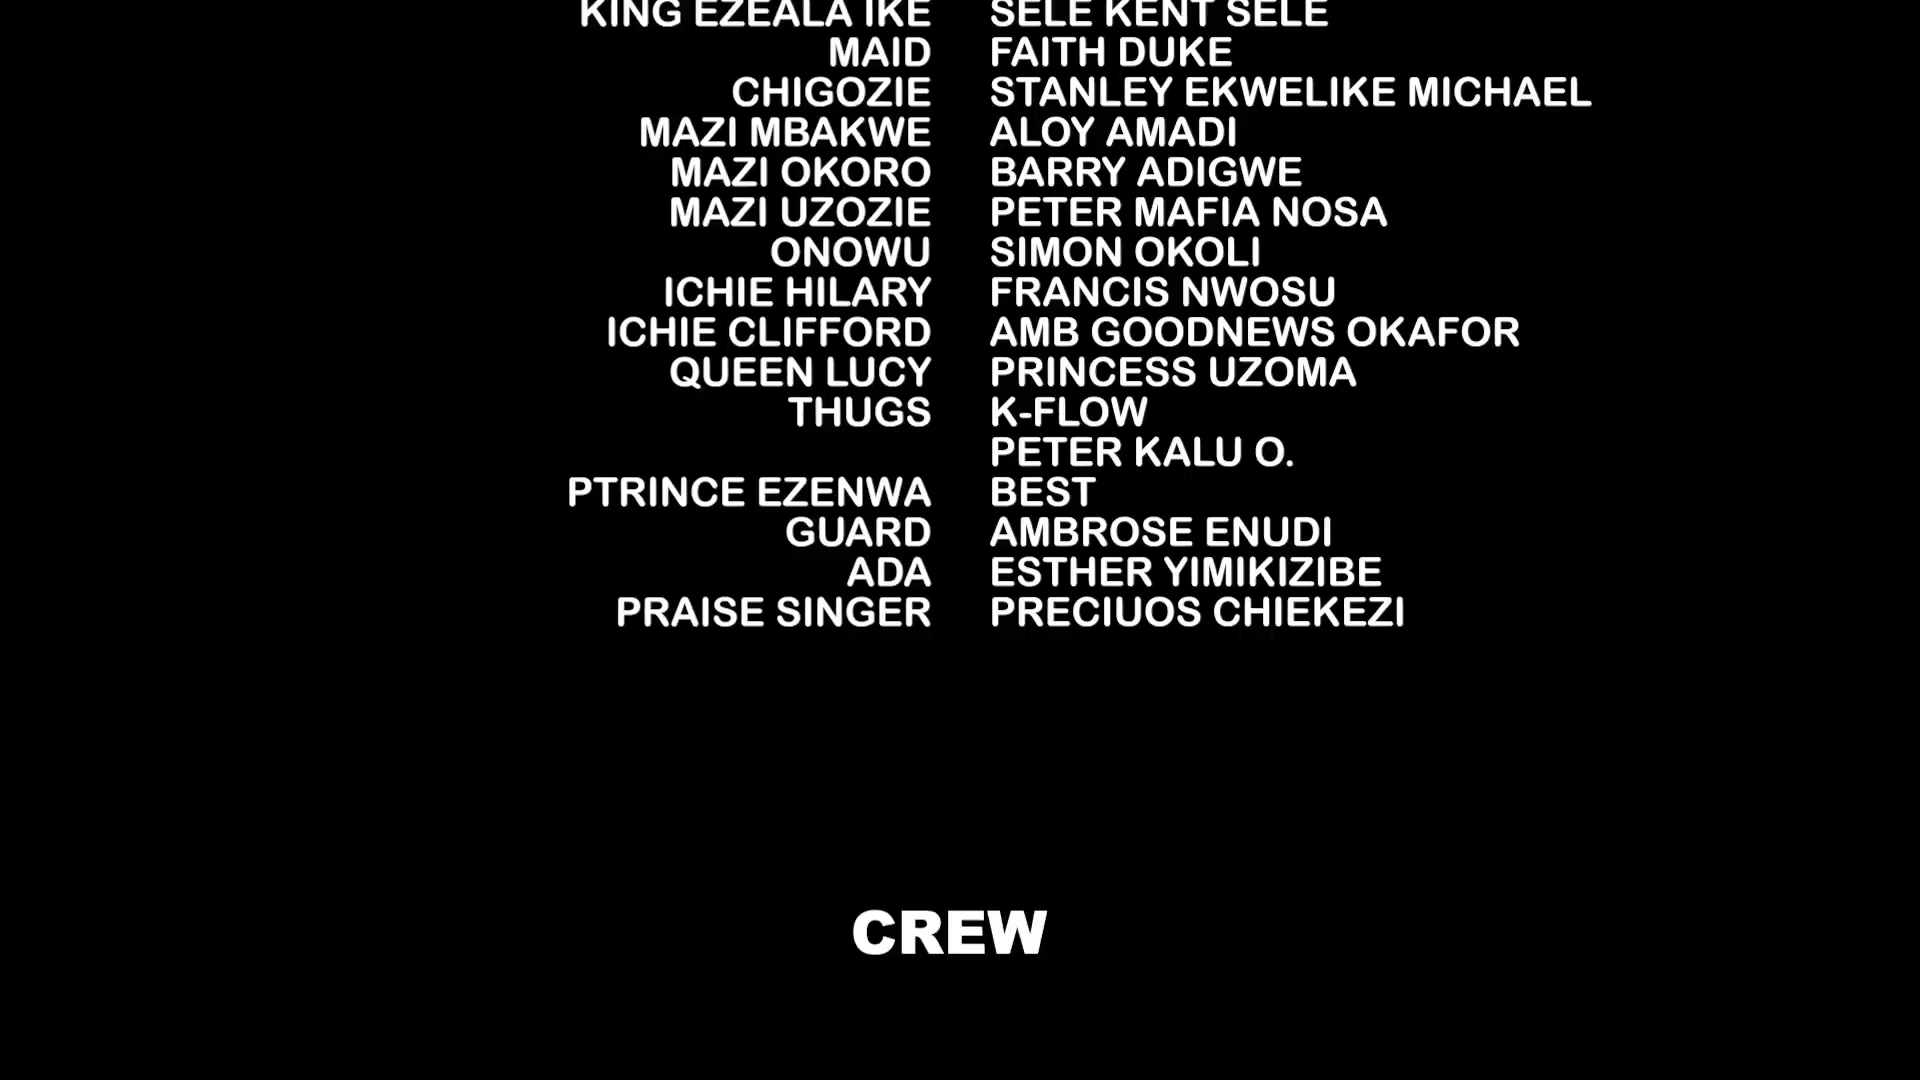 KING EZEALA IKE SELE KENT SELE
MAID FAITH DUKE
CHIGOZIE STANLEY EKWELIKE MICHAEL
MAZI MBAKWE ALOY AMADI
MAZI OKORO BARRY ADIGWE
MAZI UZOZIE PETER MAFIA NOSA
ONOWU SIMON OKOLI
ICHIE HILARY FRANCIS NWOSU
ICHIE CLIFFORD AMB GOODNEWS OKAFOR
QUEEN LUCY PRINCESS UZOMA
THUGS K-FLOW
PETER KALU O.
PTRINCE EZENWA BEST
GUARD AMBROSE ENUDI
ADA ESTHER YIMIKIZIBE
PRAISE SINGER PRECIUOS CHIEKEZI
CREW